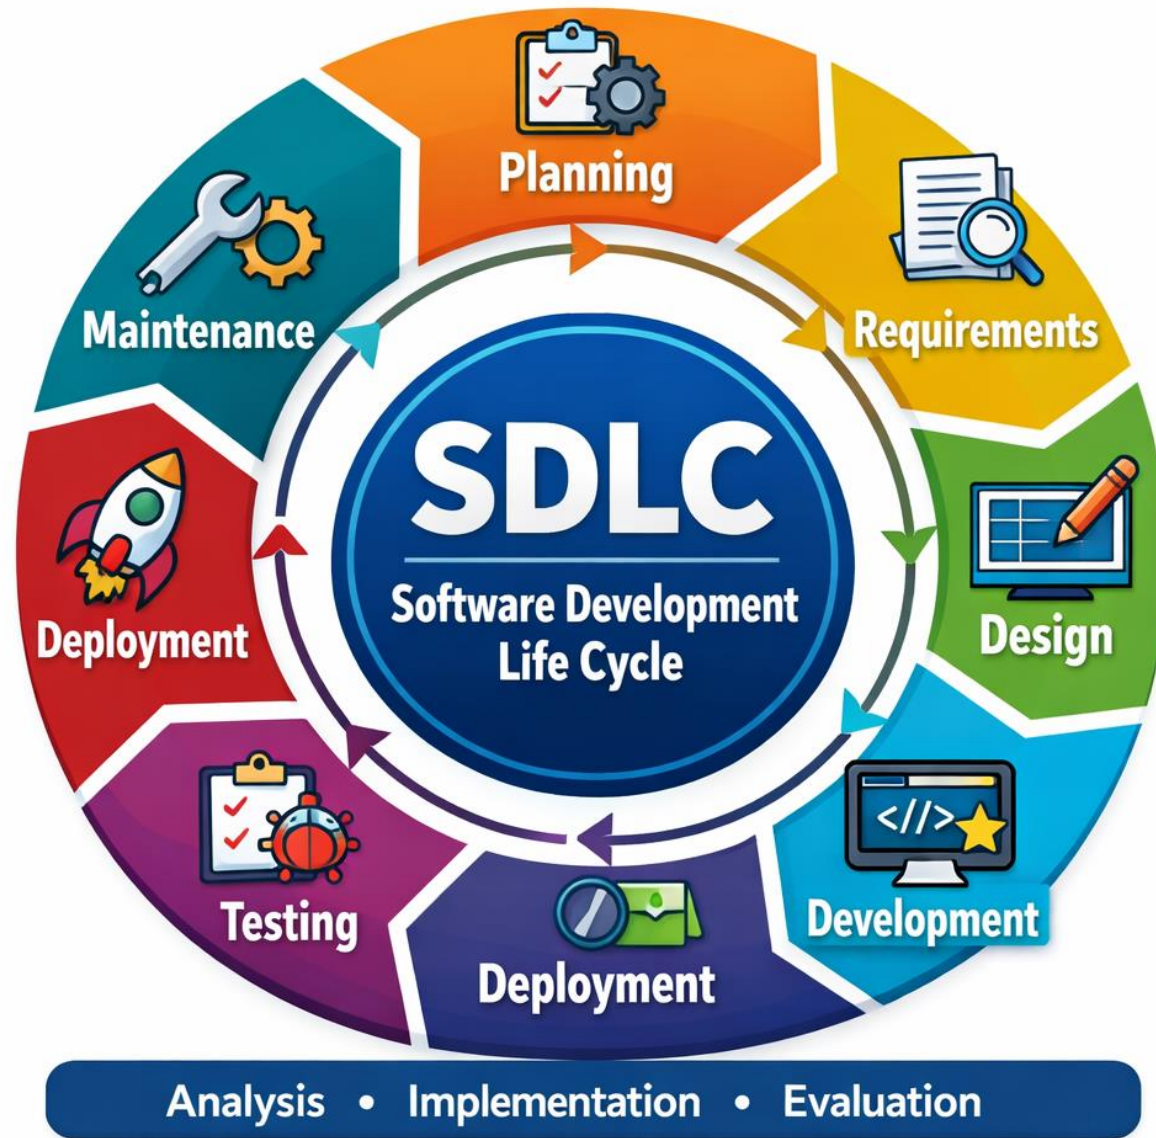 Planning
Requirements
Design
Development
Deployment
Testing
Deployment
Maintenance
SDLC
Software Development
Life Cycle
</>
Analysis • Implementation • Evaluation